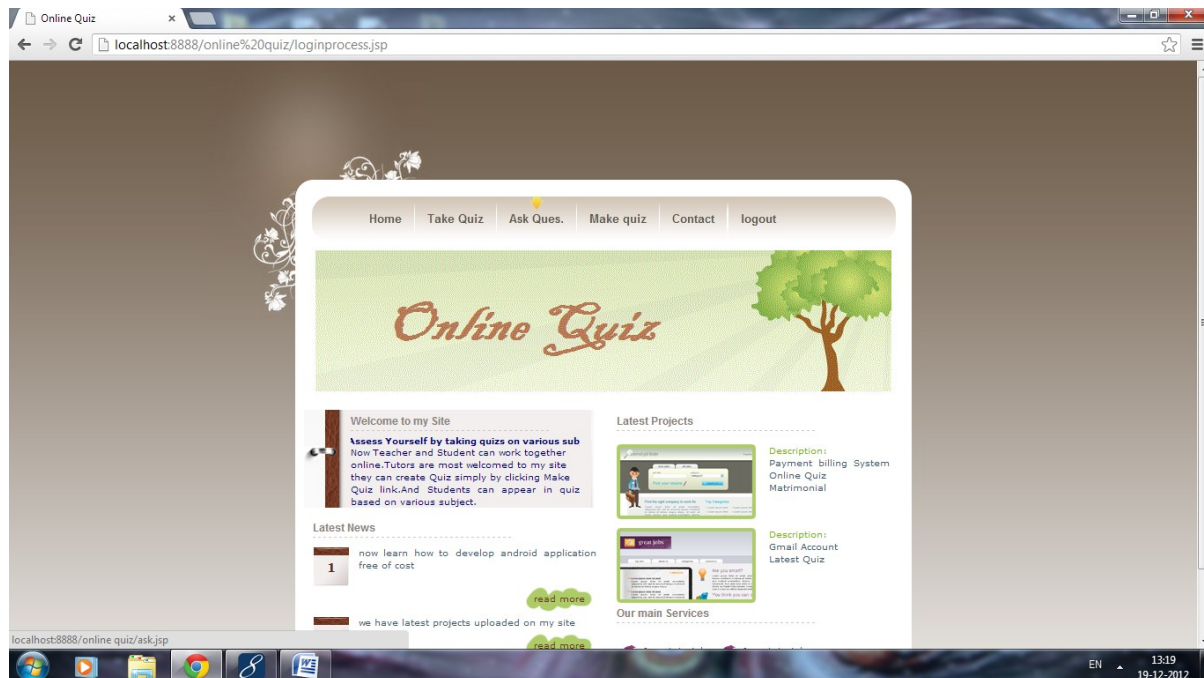 Online Quiz
localhost:8888/online%20quiz/loginprocess.jsp
Home Take Quiz Ask Ques. Make quiz Contact logout
Online Quiz
Welcome to my Site
Assess Yourself by taking quizs on various sub
Now Teacher and Student can work together
online.Tutors are most welcomed to my site
they can create Quiz simply by clicking Make
Quiz link.And Students can appear in quiz
based on various subject.
Latest News
1
now learn how to develop android application
free of cost
read more
we have latest projects uploaded on my site
read more
Latest Projects
Description:
Payment billing System
Online Quiz
Matrimonial
great jobs
Description:
Gmail Account
Latest Quiz
Our main Services
localhost:8888/online quiz/ask.jsp
EN
13:19
19-12-2012